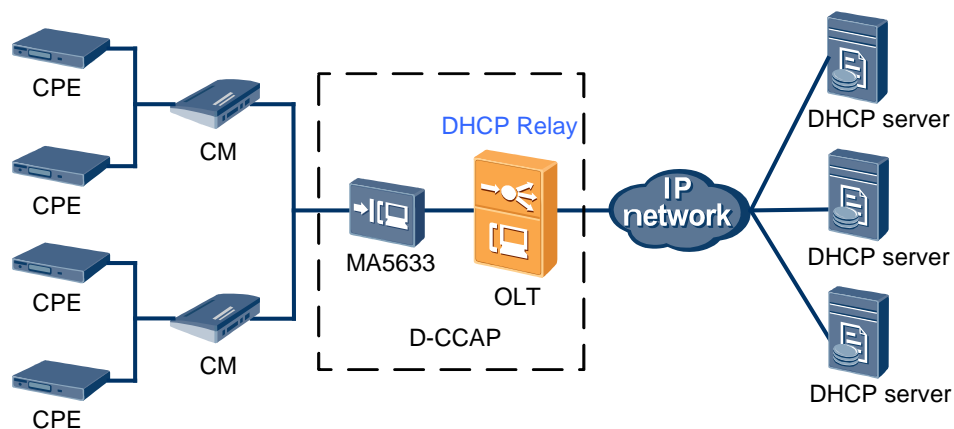 CPE
CPE
CPE
CPE
CM
CM
DHCP Relay
MA5633
OLT
D-CCAP
IP
network
DHCP server
DHCP server
DHCP server